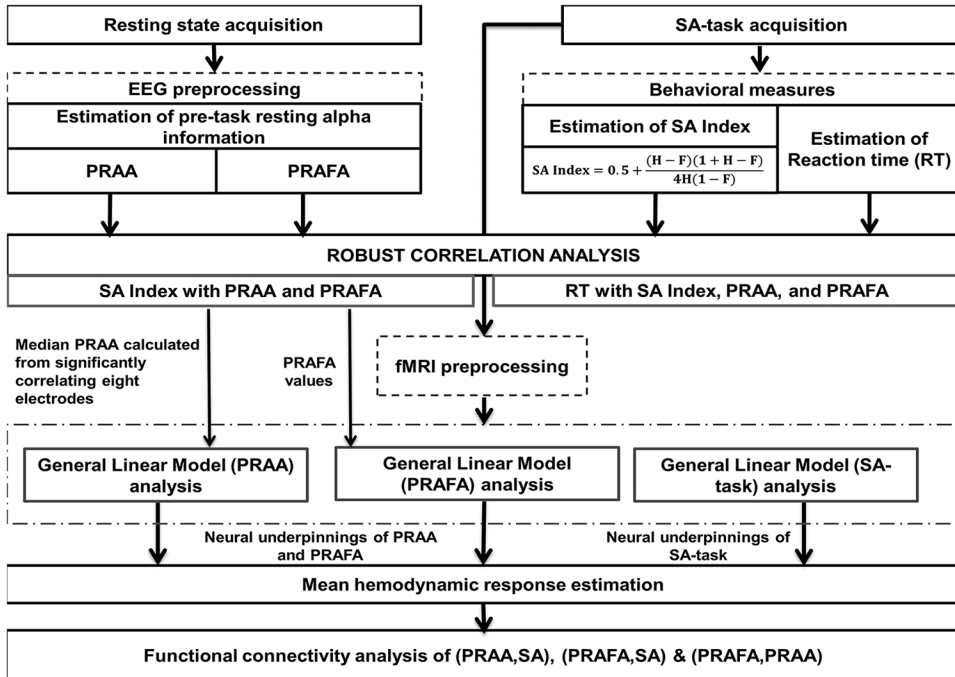 Resting state acquisition
SA-task acquisition
EEG preprocessing
Estimation of pre-task resting alpha
information
PRAA
PRAFA
Behavioral measures
Estimation of SA Index
SA Index = 0.5 + (H − F)(1 + H − F) / 4H(1 − F)
Estimation of
Reaction time (RT)
ROBUST CORRELATION ANALYSIS
SA Index with PRAA and PRAFA
RT with SA Index, PRAA, and PRAFA
Median PRAA calculated
from significantly
correlating eight
electrodes
PRAFA
values
fMRI preprocessing
General Linear Model (PRAA)
analysis
General Linear Model
(PRAFA) analysis
General Linear Model (SA-
task) analysis
Neural underpinnings of PRAA
and PRAFA
Neural underpinnings of
SA-task
Mean hemodynamic response estimation
Functional connectivity analysis of (PRAA,SA), (PRAFA,SA) & (PRAFA,PRAA)